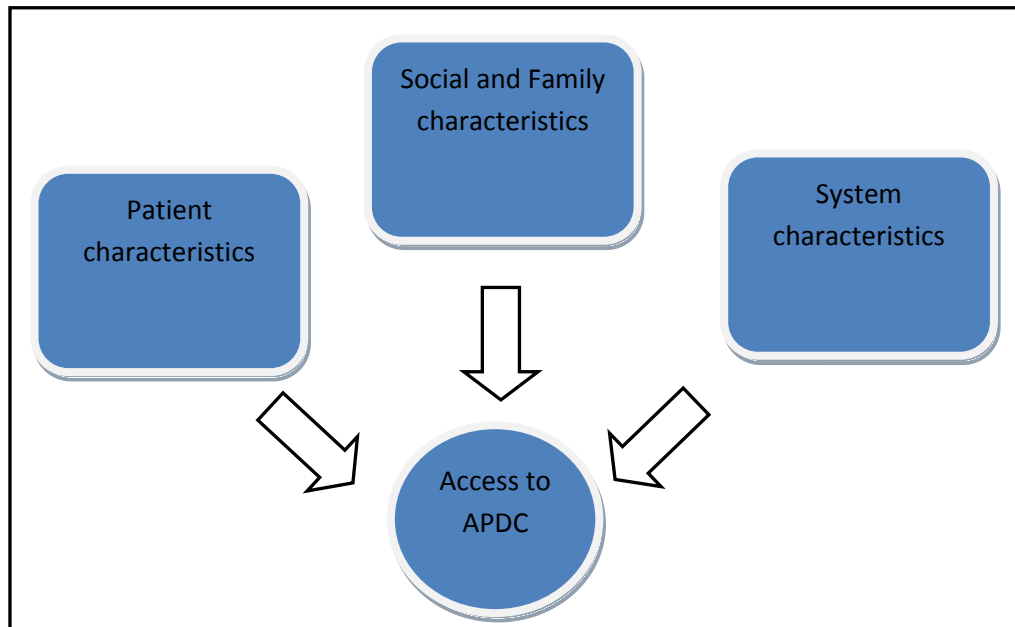 Social and Family
characteristics
Patient
characteristics
System
characteristics
Access to
APDC